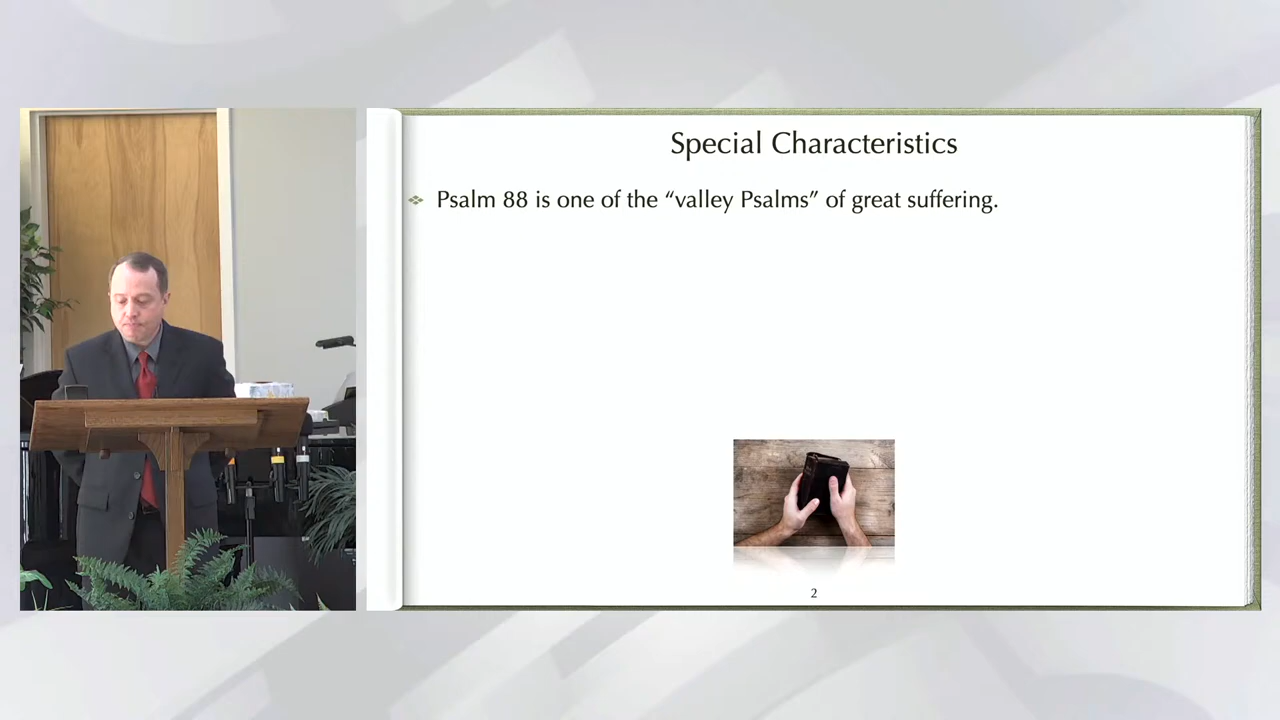 Special Characteristics
Psalm 88 is one of the “valley Psalms” of great suffering.
2